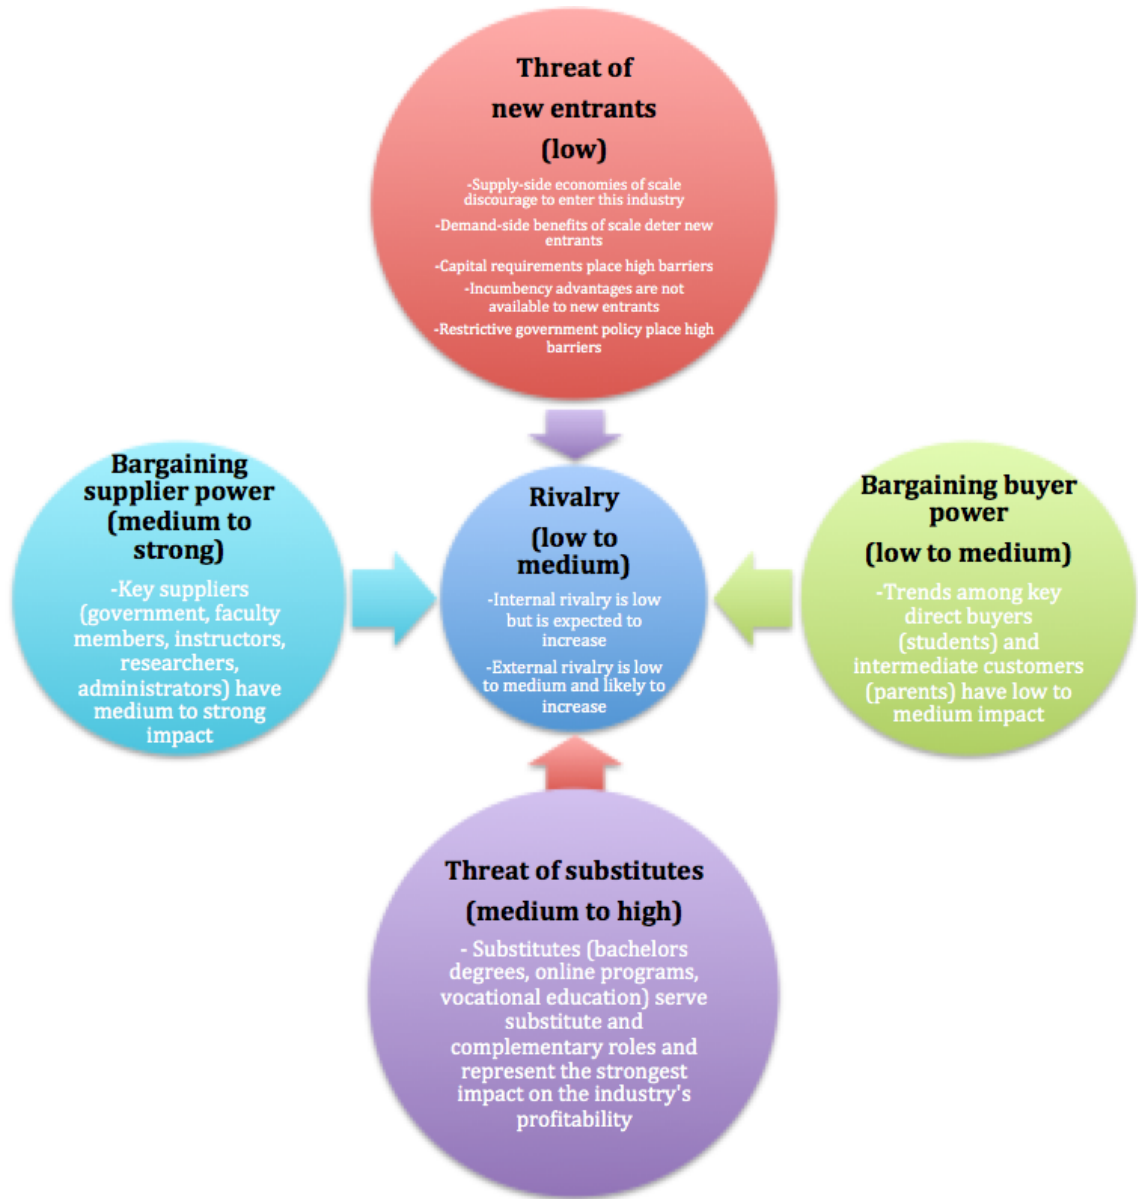 Threat of
new entrants
(low)
-Supply-side economies of scale
discourage to enter this industry
-Demand-side benefits of scale deter new
entrants
-Capital requirements place high barriers
-Incumbency advantages are not
available to new entrants
-Restrictive government policy place high
barriers
Bargaining
supplier power
(medium to
strong)
-Key suppliers
(government, faculty
members, instructors,
researchers,
administrators) have
medium to strong
impact
Rivalry
(low to
medium)
-Internal rivalry is low
but is expected to
increase
-External rivalry is low
to medium and likely to
increase
Bargaining buyer
power
(low to medium)
-Trends among key
direct buyers
(students) and
intermediate customers
(parents) have low to
medium impact
Threat of substitutes
(medium to high)
- Substitutes (bachelors
degrees, online programs,
vocational education) serve
substitute and
complementary roles and
represent the strongest
impact on the industry's
profitability